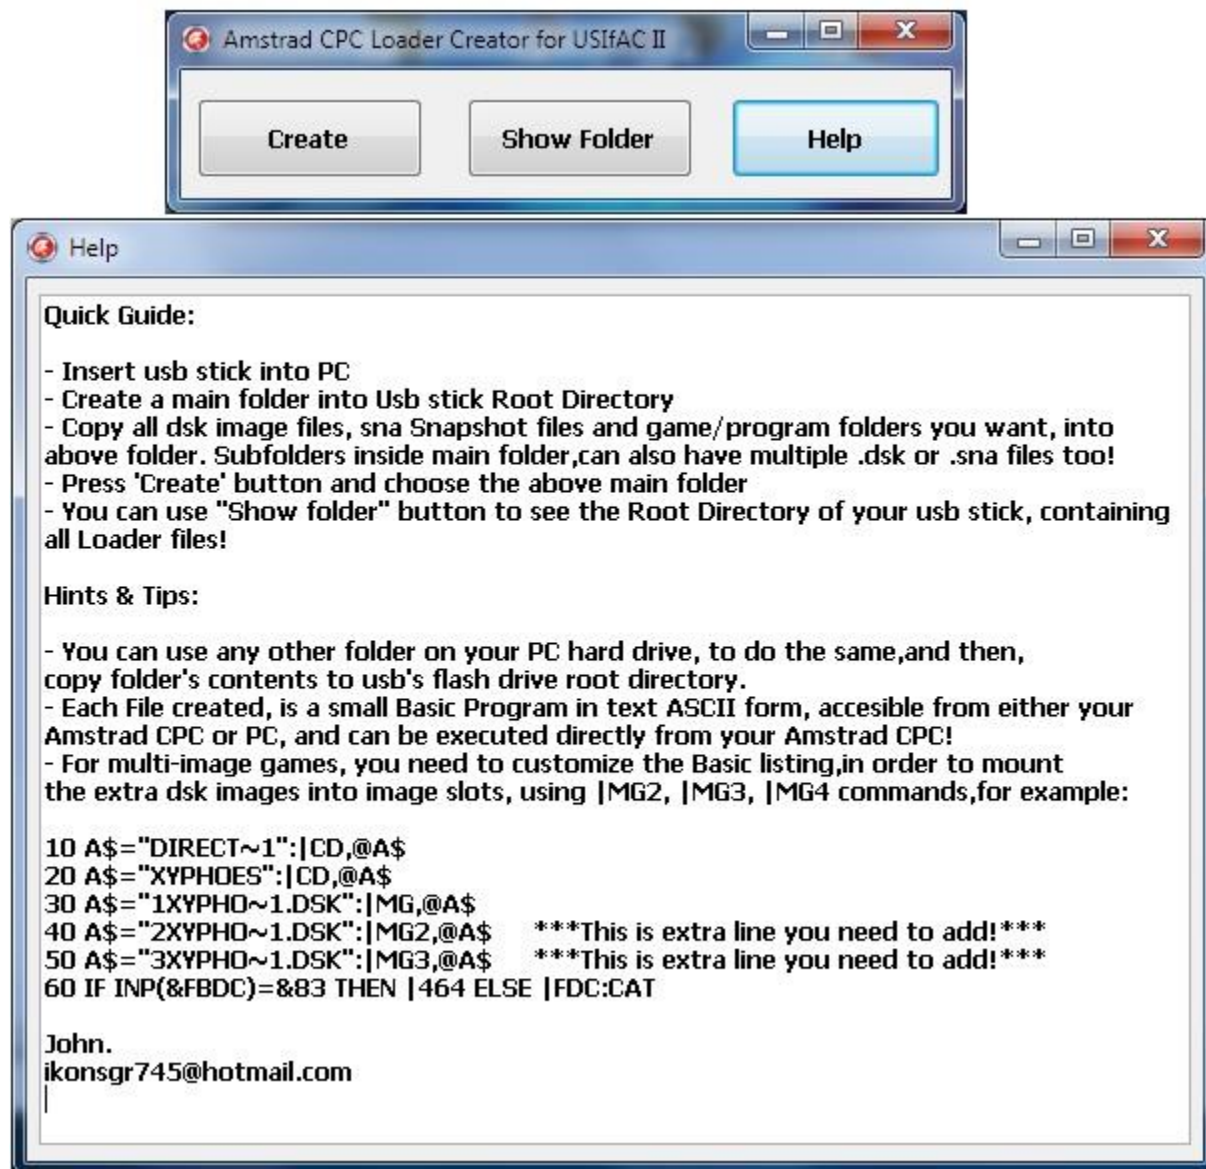 Amstrad CPC Loader Creator for USIfAC II
Create
Show Folder
Help
Help
Quick Guide:
- Insert usb stick into PC
- Create a main folder into Usb stick Root Directory
- Copy all dsk image files, sna Snapshot files and game/program folders you want, into
above folder. Subfolders inside main folder,can also have multiple .dsk or .sna files too!
- Press 'Create' button and choose the above main folder
- You can use "Show folder" button to see the Root Directory of your usb stick, containing
all Loader files!
Hints & Tips:
- You can use any other folder on your PC hard drive, to do the same,and then,
copy folder's contents to usb's flash drive root directory.
- Each File created, is a small Basic Program in text ASCII form, accesible from either your
Amstrad CPC or PC, and can be executed directly from your Amstrad CPC!
- For multi-image games, you need to customize the Basic listing,in order to mount
the extra dsk images into image slots, using |MG2, |MG3, |MG4 commands,for example:
10 A$="DIRECT~1":|CD,@A$
20 A$="XYPHOES":|CD,@A$
30 A$="1XYPHO~1.DSK":|MG,@A$
40 A$="2XYPHO~1.DSK":|MG2,@A$ ***This is extra line you need to add!***
50 A$="3XYPHO~1.DSK":|MG3,@A$ ***This is extra line you need to add!***
60 IF INP(&FBDC)=&83 THEN |464 ELSE |FDC:CAT
John.
ikonsgr745@hotmail.com